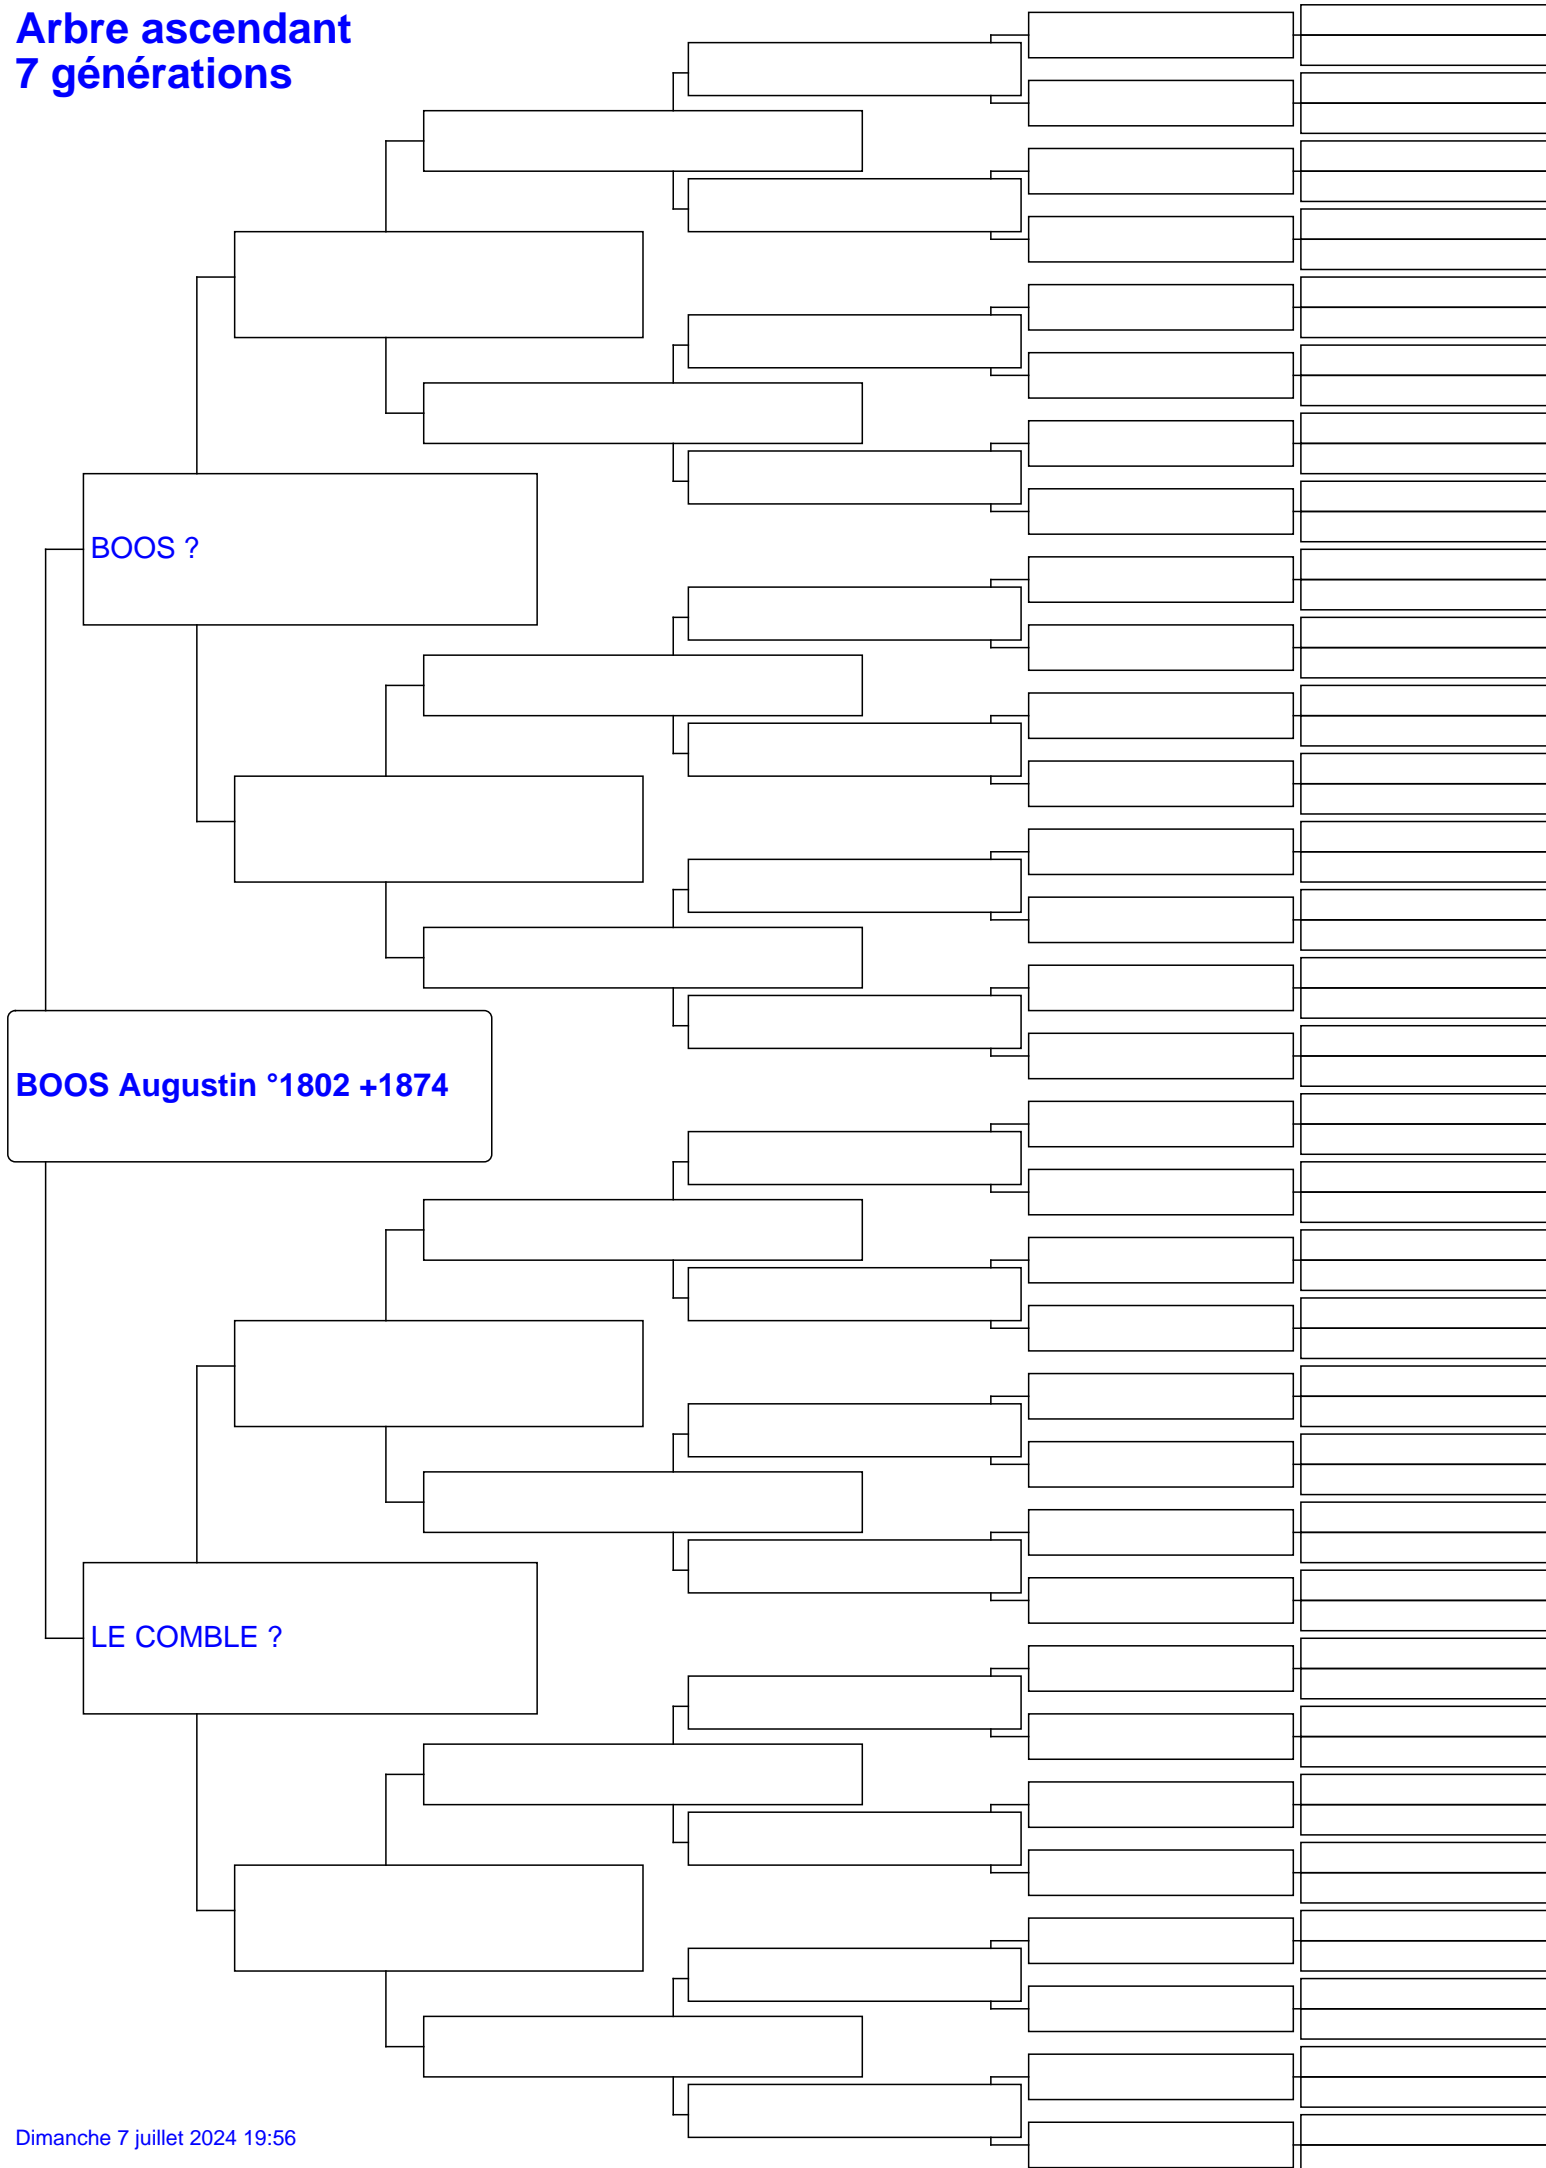 Arbre ascendant
7 générations
BOOS ?
BOOS Augustin °1802 +1874
LE COMBLE ?
Dimanche 7 juillet 2024 19:56